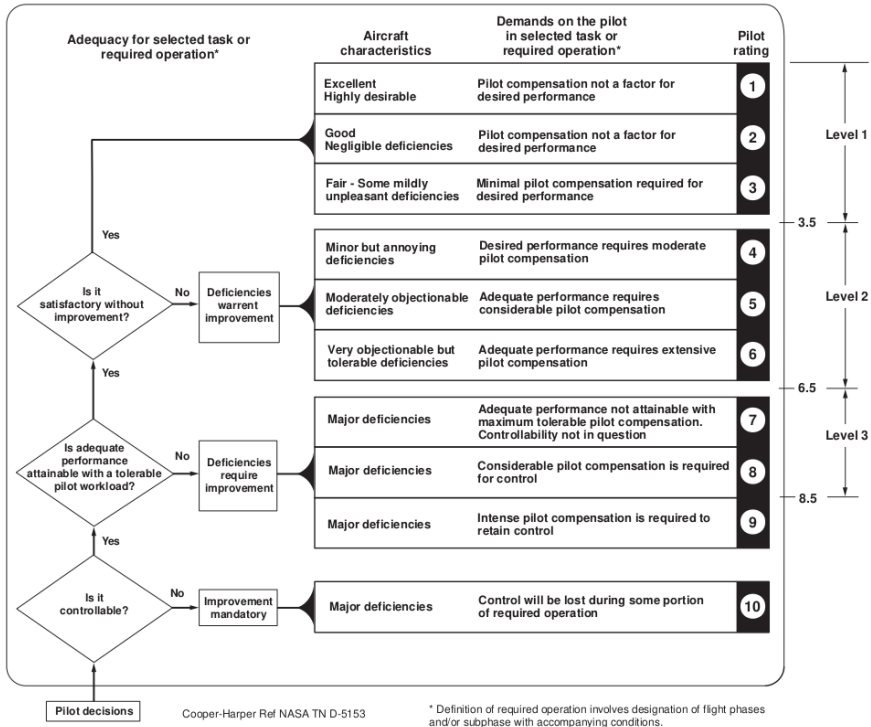 Adequacy for selected task or
required operation*
Aircraft
characteristics
Demands on the pilot
in selected task or
required operation*
Pilot
rating
Excellent
Highly desirable
Pilot compensation not a factor for
desired performance
1
Good
Negligible deficiencies
Pilot compensation not a factor for
desired performance
2
Fair - Some mildly
unpleasant deficiencies
Minimal pilot compensation required for
desired performance
3
Level 1
3.5
Yes
Is it
satisfactory without
improvement?
No
Deficiencies
warrent
improvement
Minor but annoying
deficiencies
Desired performance requires moderate
pilot compensation
4
Moderately objectionable
deficiencies
Adequate performance requires
considerable pilot compensation
5
Very objectionable but
tolerable deficiencies
Adequate performance requires extensive
pilot compensation
6
Level 2
6.5
Yes
Is adequate
performance
attainable with a tolerable
pilot workload?
No
Deficiencies
require
improvement
Major deficiencies
Adequate performance not attainable with
maximum tolerable pilot compensation.
Controllability not in question
7
Major deficiencies
Considerable pilot compensation is required
for control
8
Major deficiencies
Intense pilot compensation is required to
retain control
9
Level 3
8.5
Yes
Is it
controllable?
No
Improvement
mandatory
Major deficiencies
Control will be lost during some portion
of required operation
10
Pilot decisions
Cooper-Harper Ref NASA TN D-5153
* Definition of required operation involves designation of flight phases
and/or subphase with accompanying conditions.